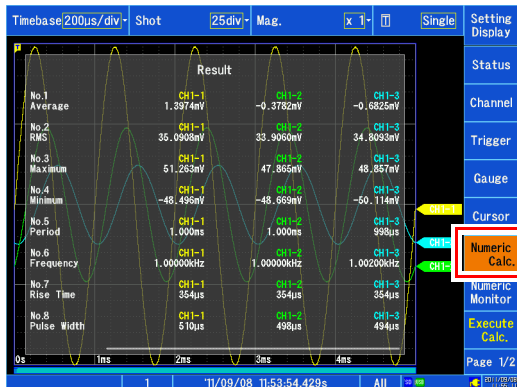 Timebase 200µs/div Shot 25div Mag. x 1 Single
Setting
Display
Status
Channel
Trigger
Gauge
Cursor
Numeric
Calc.
Numeric
Monitor
Execute
Calc.
Page 1/2
Result
No.1 CH1-1 CH1-2 CH1-3
Average 1.3974mV -0.3782mV -0.6825mV
No.2 CH1-1 CH1-2 CH1-3
RMS 35.0908mV 33.9060mV 34.8093mV
No.3 CH1-1 CH1-2 CH1-3
Maximum 51.263mV 47.865mV 48.857mV
No.4 CH1-1 CH1-2 CH1-3
Minimum -48.496mV -48.669mV -50.114mV
No.5 CH1-1 CH1-2 CH1-3
Period 1.000ms 1.000ms 998µs
No.6 CH1-1 CH1-2 CH1-3
Frequency 1.00000kHz 1.00000kHz 1.00200kHz
No.7 CH1-1 CH1-2 CH1-3
Rise Time 354µs 354µs 354µs
No.8 CH1-1 CH1-2 CH1-3
Pulse Width 510µs 498µs 494µs
CH1-1
CH1-
CH1-
0s 1ms 2ms 3ms 4ms
1 '11/09/08 11:53:54.429s All
2011/09/08